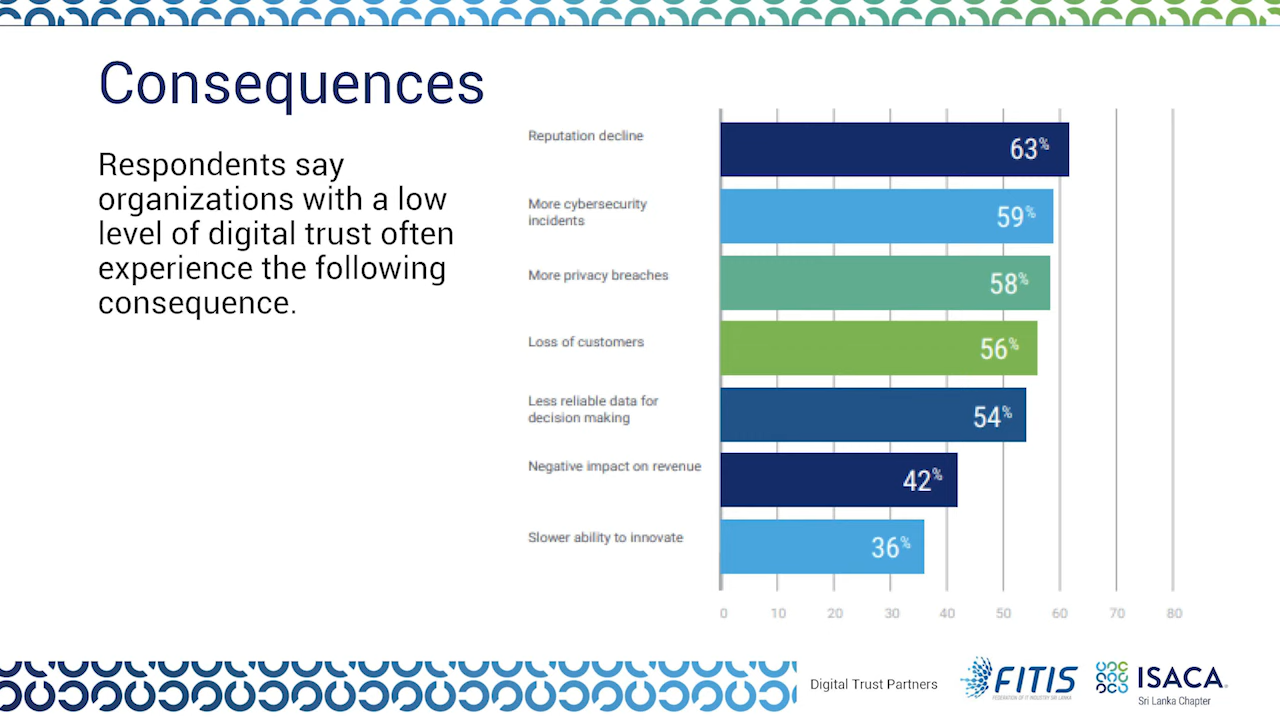 Consequences
Respondents say
organizations with a low
level of digital trust often
experience the following
consequence.
Reputation decline
63%
More cybersecurity
incidents
59%
More privacy breaches
58%
Loss of customers
56%
Less reliable data for
decision making
54%
Negative impact on revenue
42%
Slower ability to innovate
36%
0 10 20 30 40 50 60 70 80
Digital Trust Partners
FITIS
FEDERATION OF IT INDUSTRY SRI LANKA
ISACA
Sri Lanka Chapter